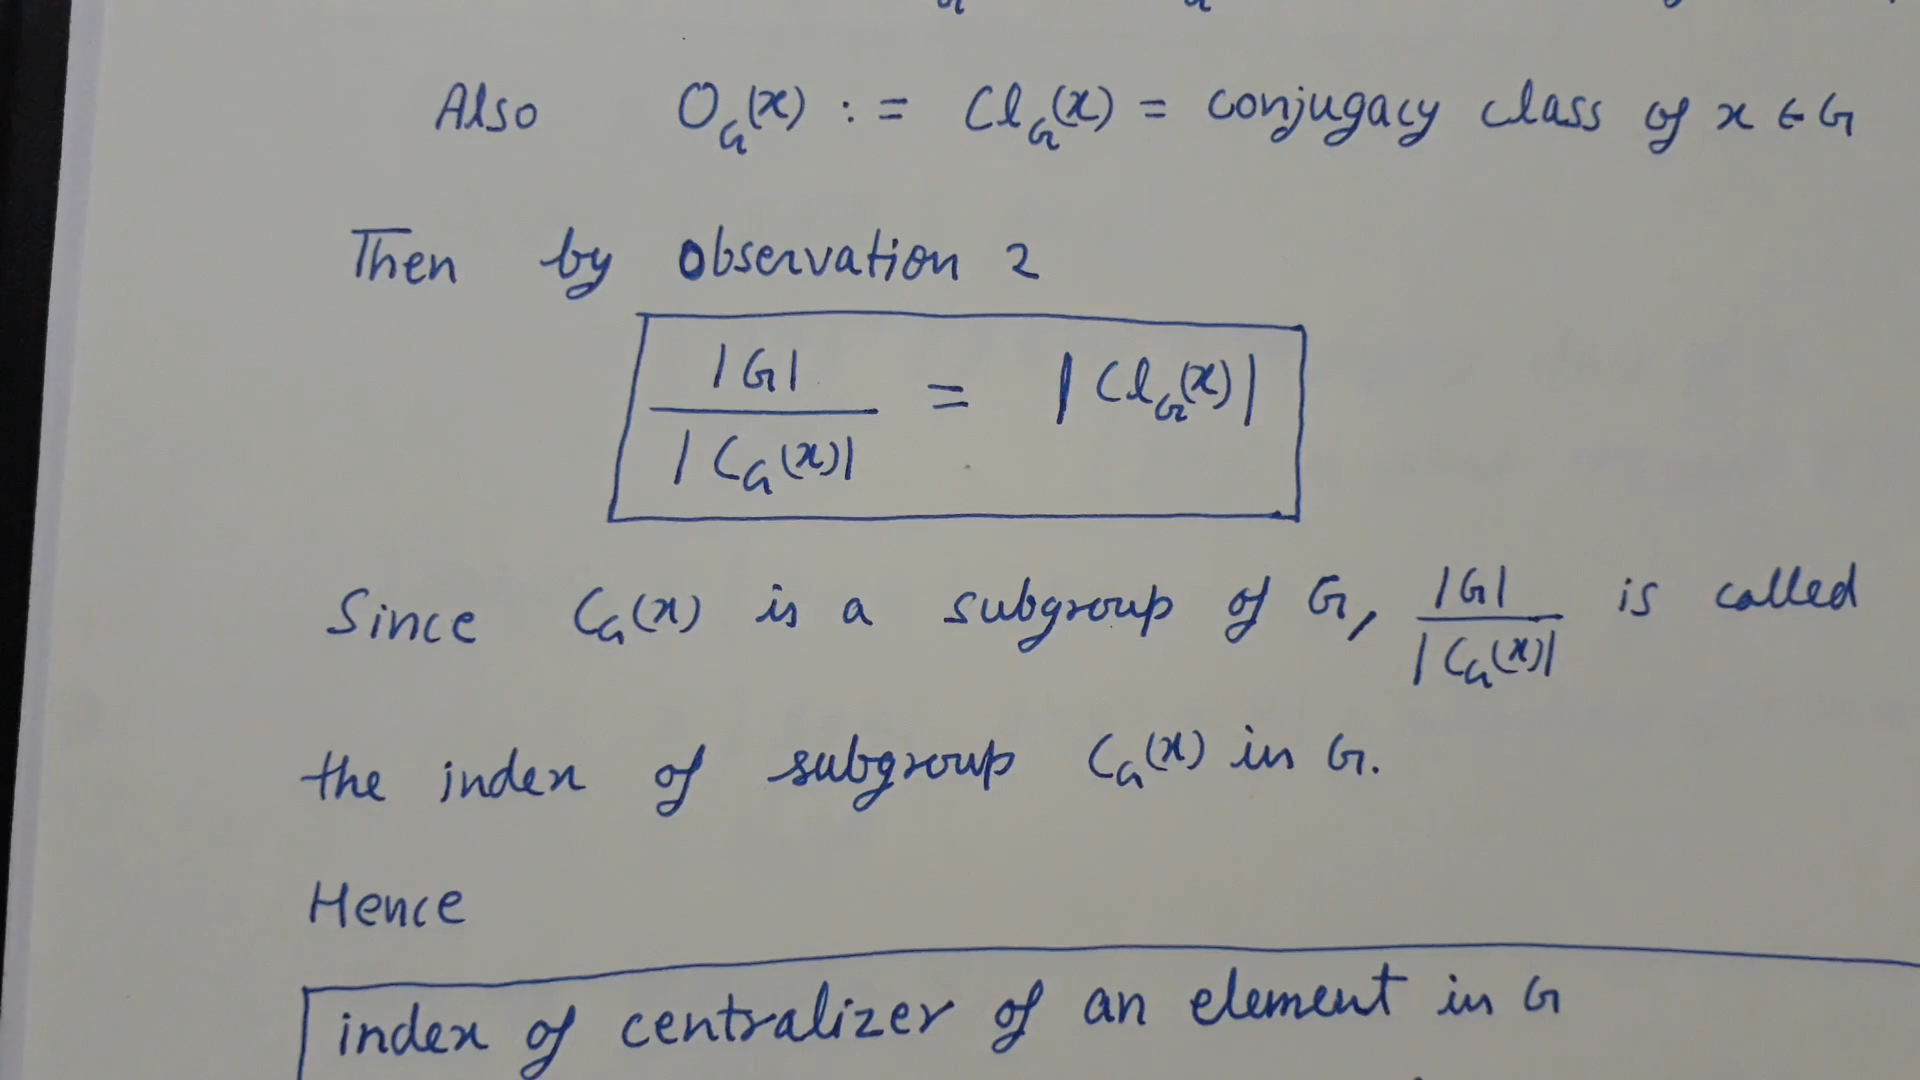 Also O_G(x) := Cl_G(x) = conjugacy class of x ∈ G
Then by observation 2
|G| / |C_G(x)| = |Cl_G(x)|
Since C_G(x) is a subgroup of G, |G| / |C_G(x)| is called
the index of subgroup C_G(x) in G.
Hence
index of centralizer of an element in G